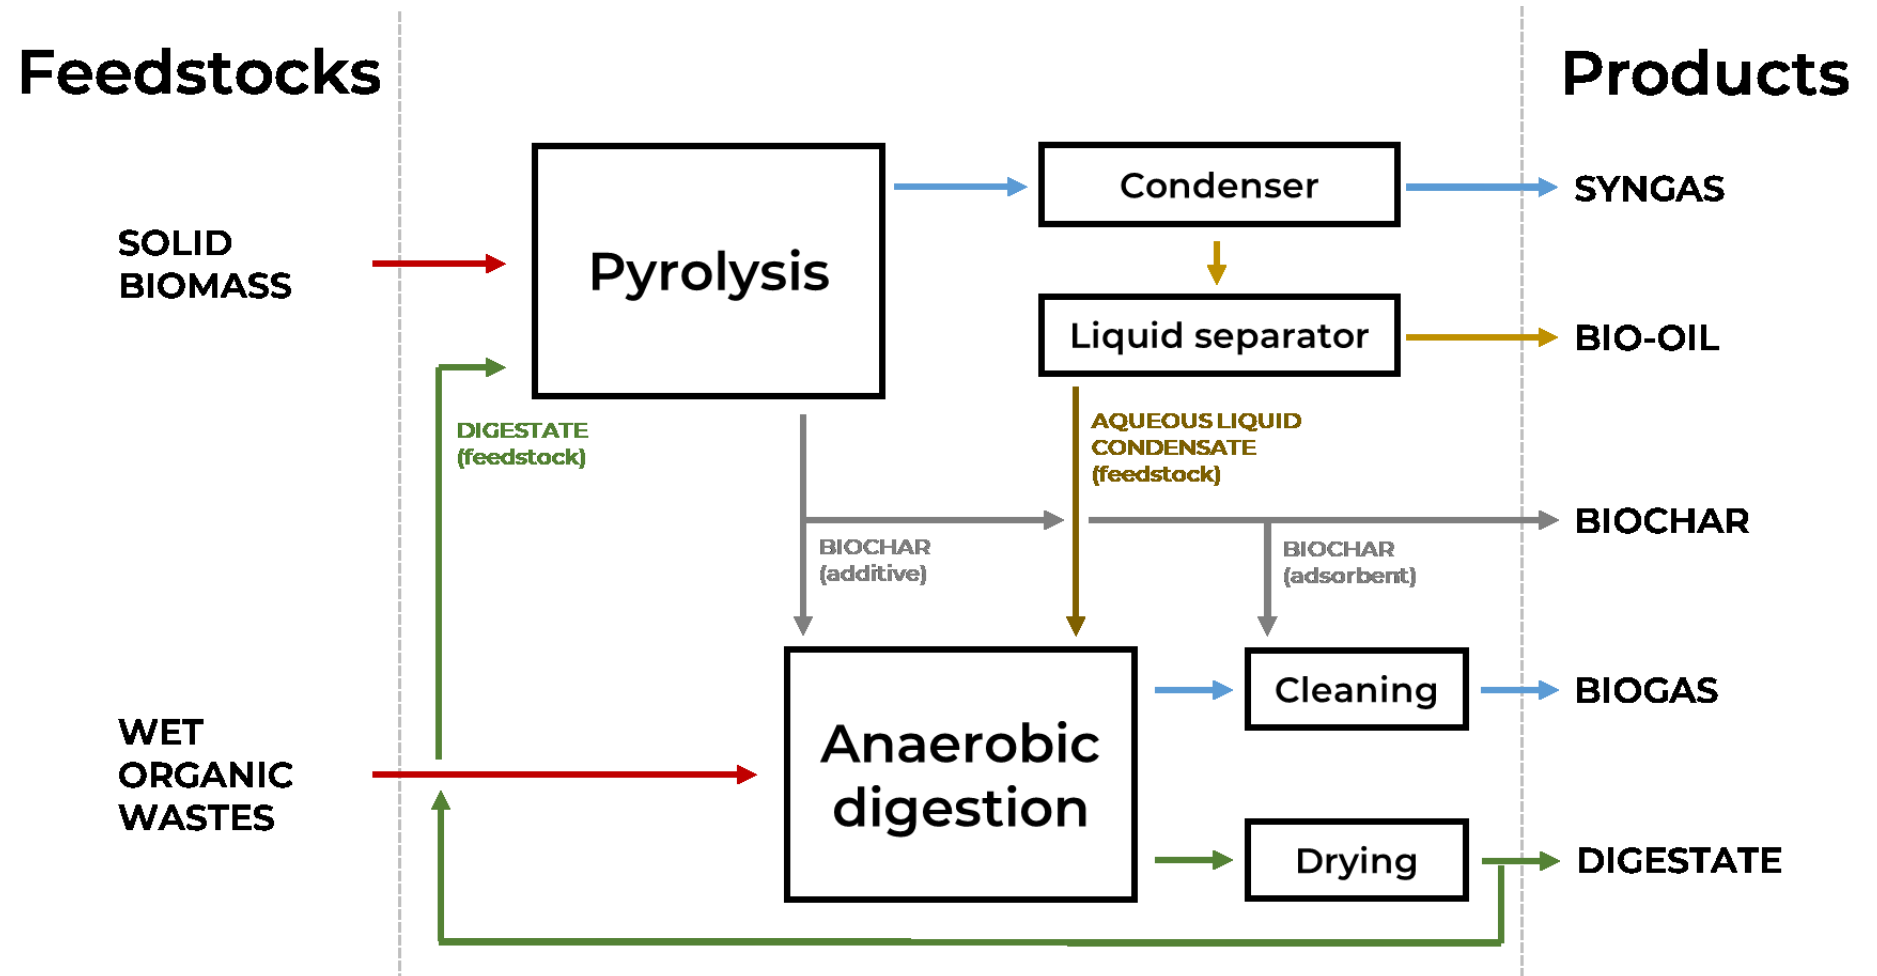 Feedstocks
Products
SOLID
BIOMASS
Pyrolysis
Condenser
SYNGAS
Liquid separator
BIO-OIL
DIGESTATE
(feedstock)
AQUEOUS LIQUID
CONDENSATE
(feedstock)
BIOCHAR
(additive)
BIOCHAR
(adsorbent)
BIOCHAR
WET
ORGANIC
WASTES
Anaerobic
digestion
Cleaning
BIOGAS
Drying
DIGESTATE